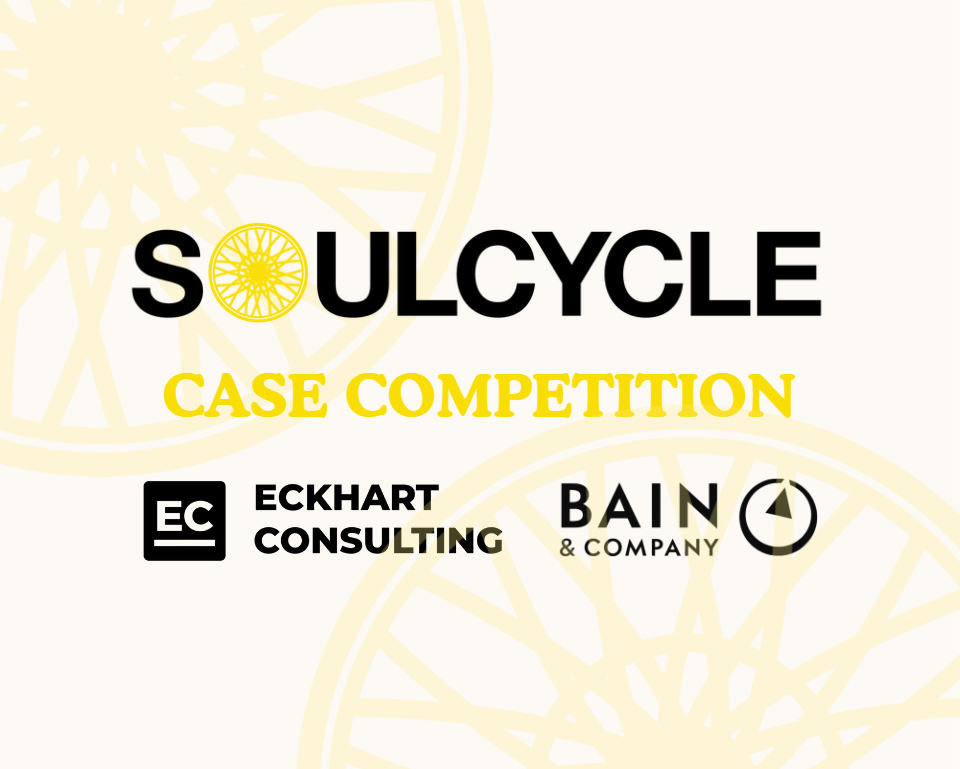 SOULCYCLE
CASE COMPETITION
EC
ECKHART
CONSULTING
BAIN
& COMPANY